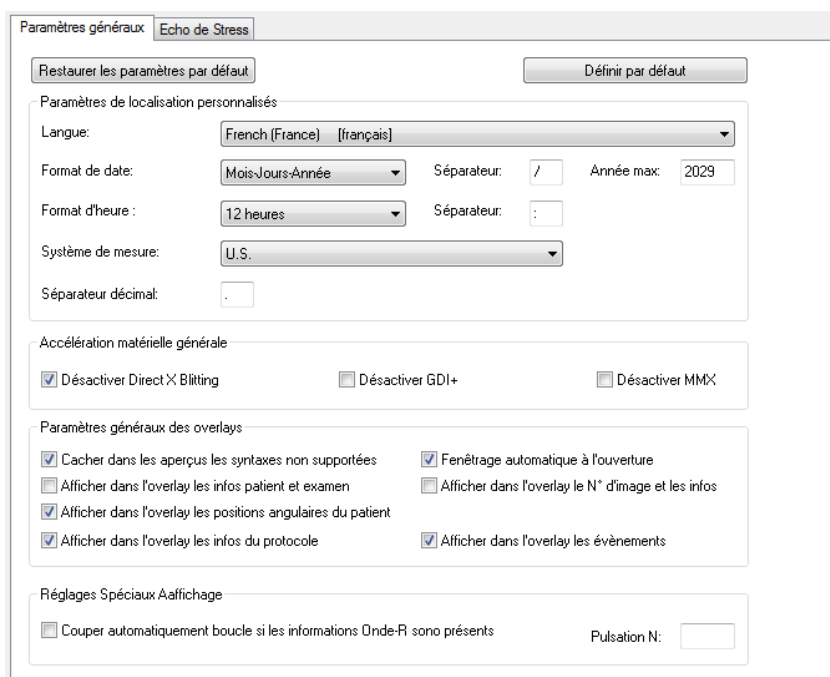 Paramètres généraux Echo de Stress
Restaurer les paramètres par défaut Définir par défaut
Paramètres de localisation personnalisés
Langue: French (France) [français]
Format de date: Mois-Jours-Année Séparateur: / Année max: 2029
Format d'heure : 12 heures Séparateur: :
Système de mesure: U.S.
Séparateur décimal: .
Accélération matérielle générale
Désactiver Direct X Blitting Désactiver GDI+ Désactiver MMX
Paramètres généraux des overlays
Cacher dans les aperçus les syntaxes non supportées Fenêtrage automatique à l'ouverture
Afficher dans l'overlay les infos patient et examen Afficher dans l'overlay le N° d'image et les infos
Afficher dans l'overlay les positions angulaires du patient
Afficher dans l'overlay les infos du protocole Afficher dans l'overlay les évènements
Réglages Spéciaux Aaffichage
Couper automatiquement boucle si les informations Onde-R sono présents Pulsation N: